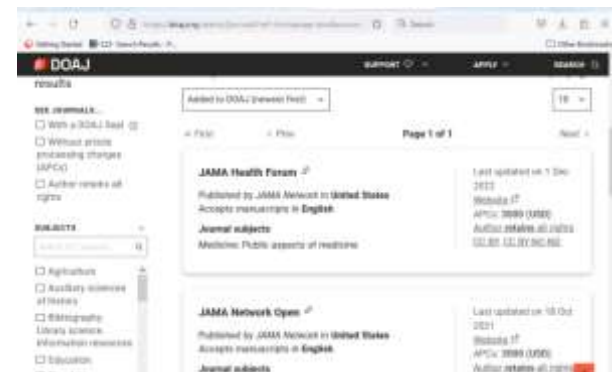 Getting Started
Search
Other Bookmarks
DOAJ
SUPPORT
APPLY
SEARCH
results
SEE JOURNALS...
With a DOAJ Seal
Without article
processing charges
(APCs)
Author retains all
rights
SUBJECTS
Agriculture
Auxiliary sciences
of history
Bibliography
Library science
Information resources
Education
Added to DOAJ (newest first)
10
« First
‹ Prev
Page 1 of 1
Next ›
JAMA Health Forum
Published by JAMA Network in United States
Accepts manuscripts in English
Journal subjects
Medicine: Public aspects of medicine
Last updated on 1 Dec
2022
Website
APCs: 3000 (USD)
Author retains all rights
CC BY, CC BY-NC-ND
JAMA Network Open
Published by JAMA Network in United States
Accepts manuscripts in English
Journal subjects
Last updated on 18 Oct
2021
Website
APCs: 3000 (USD)
Author retains all rights